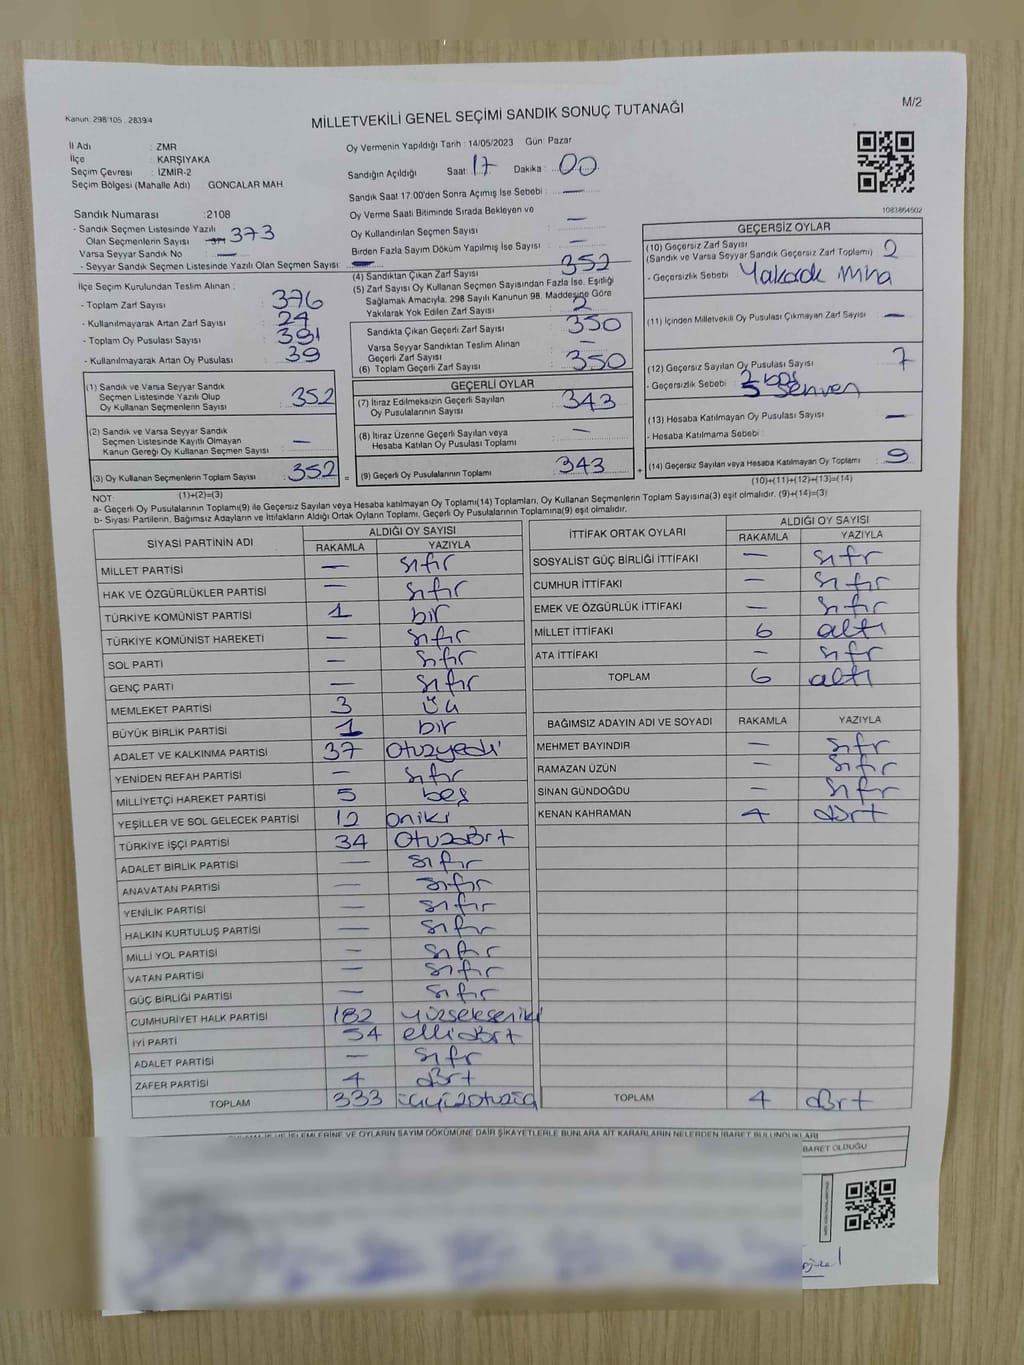 M/2
Kanun: 298/105 , 2839/4
MİLLETVEKİLİ GENEL SEÇİMİ SANDIK SONUÇ TUTANAĞI
İl Adı : ZMR
İlçe : KARŞIYAKA
Seçim Çevresi : İZMİR-2
Seçim Bölgesi (Mahalle Adı) GONCALAR MAH.
Sandık Numarası :2108
- Sandık Seçmen Listesinde Yazılı
Olan Seçmenlerin Sayısı 373
Varsa Seyyar Sandık No : —
- Seyyar Sandık Seçmen Listesinde Yazılı Olan Seçmen Sayısı: —
İlçe Seçim Kurulundan Teslim Alınan :
- Toplam Zarf Sayısı : 376
- Kullanılmayarak Artan Zarf Sayısı : 24
- Toplam Oy Pusulası Sayısı : 391
- Kullanılmayarak Artan Oy Pusulası : 39
Oy Vermenin Yapıldığı Tarih : 14/05/2023 Gün: Pazar
Sandığın Açıldığı Saat: 17 Dakika : 00
Sandık Saat 17.00'den Sonra Açımış İse Sebebi : —
Oy Verme Saati Bitiminde Sırada Bekleyen ve
Oy Kullandırılan Seçmen Sayısı : —
Birden Fazla Sayım Döküm Yapılmış İse Sayısı : —
(4) Sandıktan Çıkan Zarf Sayısı : 352
(5) Zarf Sayısı Oy Kullanan Seçmen Sayısından Fazla İse, Eşitliği
Sağlamak Amacıyla, 298 Sayılı Kanunun 98. Maddesine Göre
Yakılarak Yok Edilen Zarf Sayısı : 2
Sandıkta Çıkan Geçerli Zarf Sayısı : 350
Varsa Seyyar Sandıktan Teslim Alınan
Geçerli Zarf Sayısı : —
(6) Toplam Geçerli Zarf Sayısı : 350
1083864502
GEÇERSİZ OYLAR
(10) Geçersiz Zarf Sayısı
(Sandık ve Varsa Seyyar Sandık Geçersiz Zarf Toplamı) : 2
- Geçersizlik Sebebi :
(11) İçinden Milletvekili Oy Pusulası Çıkmayan Zarf Sayısı : —
(12) Geçersiz Sayılan Oy Pusulası Sayısı : 7
- Geçersizlik Sebebi : 2 boş
5
(13) Hesaba Katılmayan Oy Pusulası Sayısı : —
- Hesaba Katılmama Sebebi :
(14) Geçersiz Sayılan veya Hesaba Katılmayan Oy Toplamı : 9
(10)+(11)+(12)+(13)=(14)
(1) Sandık ve Varsa Seyyar Sandık
Seçmen Listesinde Yazılı Olup
Oy Kullanan Seçmenlerin Sayısı : 352
(2) Sandık ve Varsa Seyyar Sandık
Seçmen Listesinde Kayıtlı Olmayan
Kanun Gereği Oy Kullanan Seçmen Sayısı : —
(3) Oy Kullanan Seçmenlerin Toplam Sayısı : 352
(1)+(2)=(3)
GEÇERLİ OYLAR
(7) İtiraz Edilmeksizin Geçerli Sayılan
Oy Pusulalarının Sayısı : 343
(8) İtiraz Üzerine Geçerli Sayılan veya
Hesaba Katılan Oy Pusulası Toplamı : —
= (9) Geçerli Oy Pusulalarının Toplamı : 343 +
NOT:
a- Geçerli Oy Pusulalarının Toplamı(9) ile Geçersiz Sayılan veya Hesaba katılmayan Oy Toplamı(14) Toplamları, Oy Kullanan Seçmenlerin Toplam Sayısına(3) eşit olmalıdır. (9)+(14)=(3)
b- Siyasi Partilerin, Bağımsız Adayların ve İttifakların Aldığı Ortak Oyların Toplamı, Geçerli Oy Pusulalarının Toplamına(9) eşit olmalıdır.
SİYASİ PARTİNİN ADI ALDIĞI OY SAYISI
RAKAMLA YAZIYLA
MİLLET PARTİSİ — sıfır
HAK VE ÖZGÜRLÜKLER PARTİSİ — sıfır
TÜRKİYE KOMÜNİST PARTİSİ 1 bir
TÜRKİYE KOMÜNİST HAREKETİ — sıfır
SOL PARTİ — sıfır
GENÇ PARTİ — sıfır
MEMLEKET PARTİSİ 3 üç
BÜYÜK BİRLİK PARTİSİ 1 bir
ADALET VE KALKINMA PARTİSİ 37 otuzyedi
YENİDEN REFAH PARTİSİ — sıfır
MİLLİYETÇİ HAREKET PARTİSİ 5 beş
YEŞİLLER VE SOL GELECEK PARTİSİ 12 oniki
TÜRKİYE İŞÇİ PARTİSİ 34 otuzdört
ADALET BİRLİK PARTİSİ — sıfır
ANAVATAN PARTİSİ — sıfır
YENİLİK PARTİSİ — sıfır
HALKIN KURTULUŞ PARTİSİ — sıfır
MİLLİ YOL PARTİSİ — sıfır
VATAN PARTİSİ — sıfır
GÜÇ BİRLİĞİ PARTİSİ — sıfır
CUMHURİYET HALK PARTİSİ 182 yüzsekseniki
İYİ PARTİ 54 ellidört
ADALET PARTİSİ — sıfır
ZAFER PARTİSİ 4 dört
TOPLAM 333 üçyüzotuzüç
İTTİFAK ORTAK OYLARI ALDIĞI OY SAYISI
RAKAMLA YAZIYLA
SOSYALİST GÜÇ BİRLİĞİ İTTİFAKI — sıfır
CUMHUR İTTİFAKI — sıfır
EMEK VE ÖZGÜRLÜK İTTİFAKI — sıfır
MİLLET İTTİFAKI 6 altı
ATA İTTİFAKI — sıfır
TOPLAM 6 altı
BAĞIMSIZ ADAYIN ADI VE SOYADI RAKAMLA YAZIYLA
MEHMET BAYINDIR — sıfır
RAMAZAN ÜZÜN — sıfır
SİNAN GÜNDOĞDU — sıfır
KENAN KAHRAMAN 4 dört
TOPLAM 4 dört
VE İŞLEMLERİNE VE OYLARIN SAYIM DÖKÜMÜNE DAİR ŞİKAYETLERLE BUNLARA AİT KARARLARIN NELERDEN İBARET BULUNDUKLARI
BARET OLDUĞU